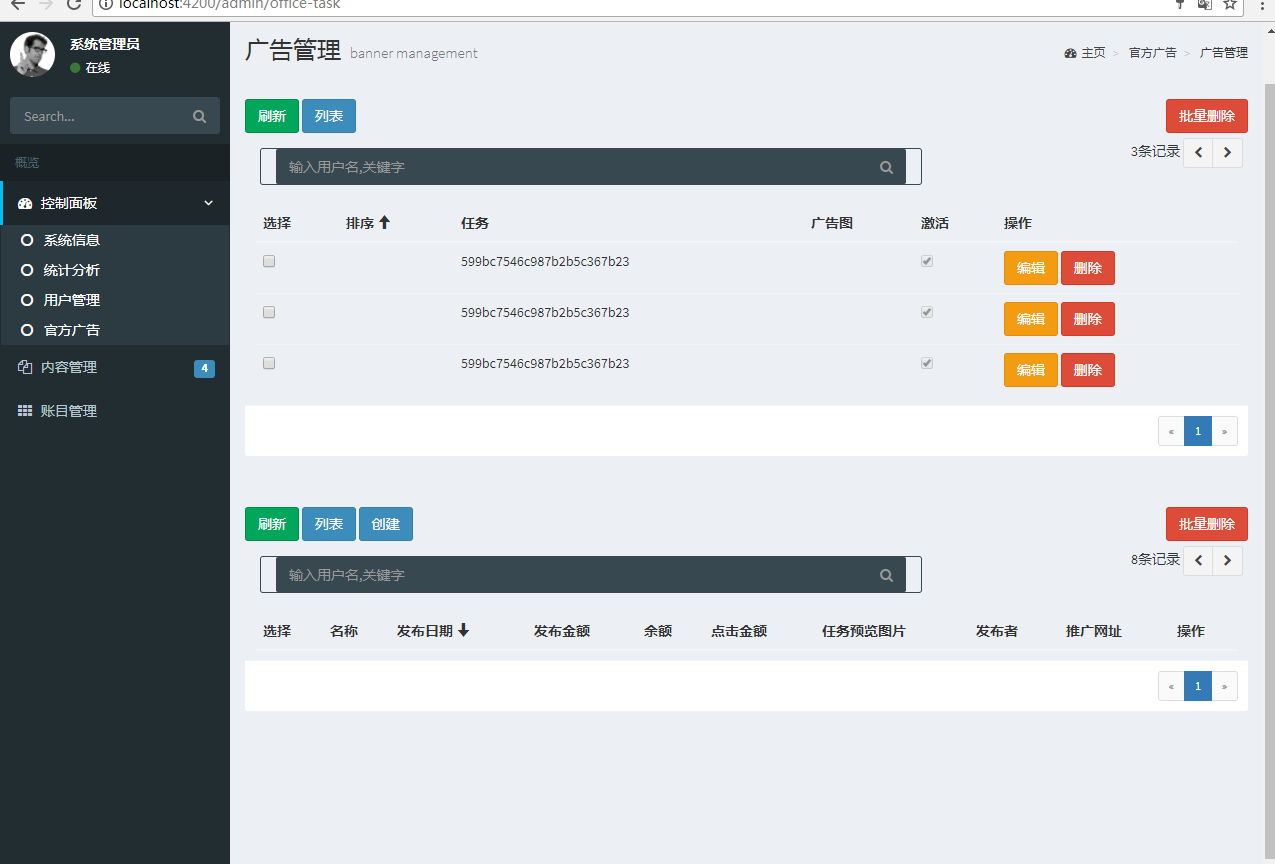 localhost:4200/admin/office-task
系统管理员
在线
Search...
概览
控制面板
系统信息
统计分析
用户管理
官方广告
内容管理 4
账目管理
广告管理 banner management
主页 > 官方广告 > 广告管理
刷新 列表 批量删除
输入用户名,关键字
3条记录
选择 排序 任务 广告图 激活 操作
599bc7546c987b2b5c367b23 编辑 删除
599bc7546c987b2b5c367b23 编辑 删除
599bc7546c987b2b5c367b23 编辑 删除
« 1 »
刷新 列表 创建 批量删除
输入用户名,关键字
8条记录
选择 名称 发布日期 发布金额 余额 点击金额 任务预览图片 发布者 推广网址 操作
« 1 »